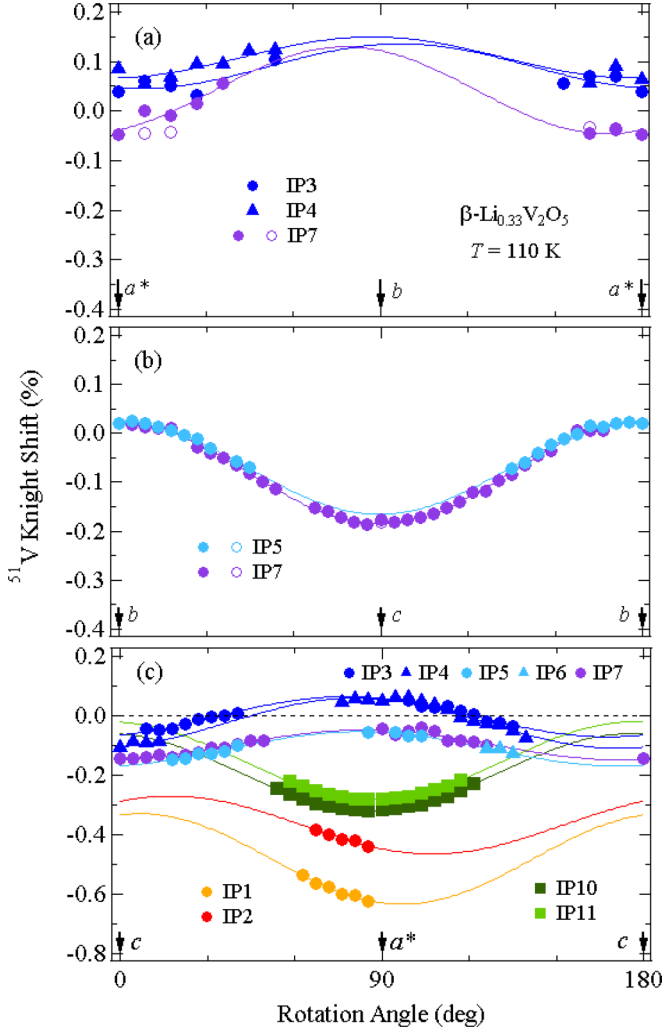 (a)
0.2
0.1
0.0
-0.1
-0.2
-0.3
-0.4
IP3
IP4
IP7
β-Li0.33V2O5
T = 110 K
a* b a*
(b)
0.2
0.1
0.0
-0.1
-0.2
-0.3
-0.4
IP5
IP7
b c b
51V Knight Shift (%)
(c)
0.2
0.0
-0.2
-0.4
-0.6
-0.8
IP3 IP4 IP5 IP6 IP7
IP1 IP10
IP2 IP11
c a* c
0 90 180
Rotation Angle (deg)